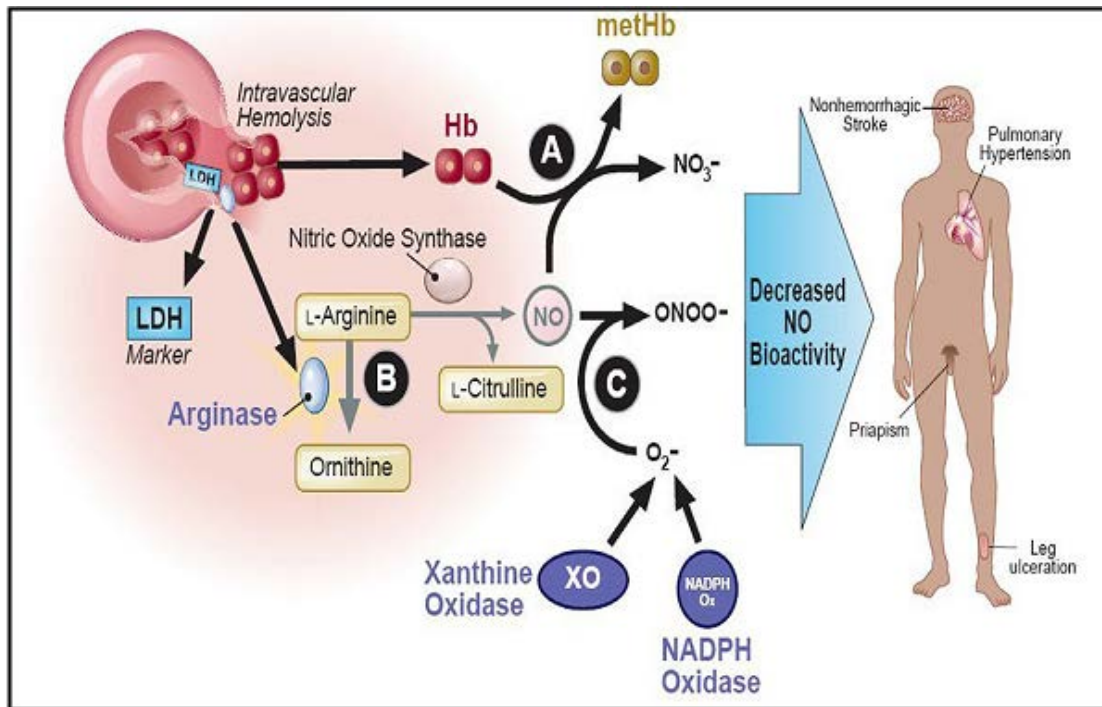 metHb
Intravascular
Hemolysis
Hb
A
NO₃⁻
LDH
Nitric Oxide Synthase
LDH
Marker
L-Arginine
NO
ONOO⁻
B
L-Citrulline
C
Arginase
Ornithine
O₂⁻
Xanthine
Oxidase
XO
NADPH
Ox
NADPH
Oxidase
Decreased
NO
Bioactivity
Nonhemorrhagic
Stroke
Pulmonary
Hypertension
Priapism
Leg
ulceration